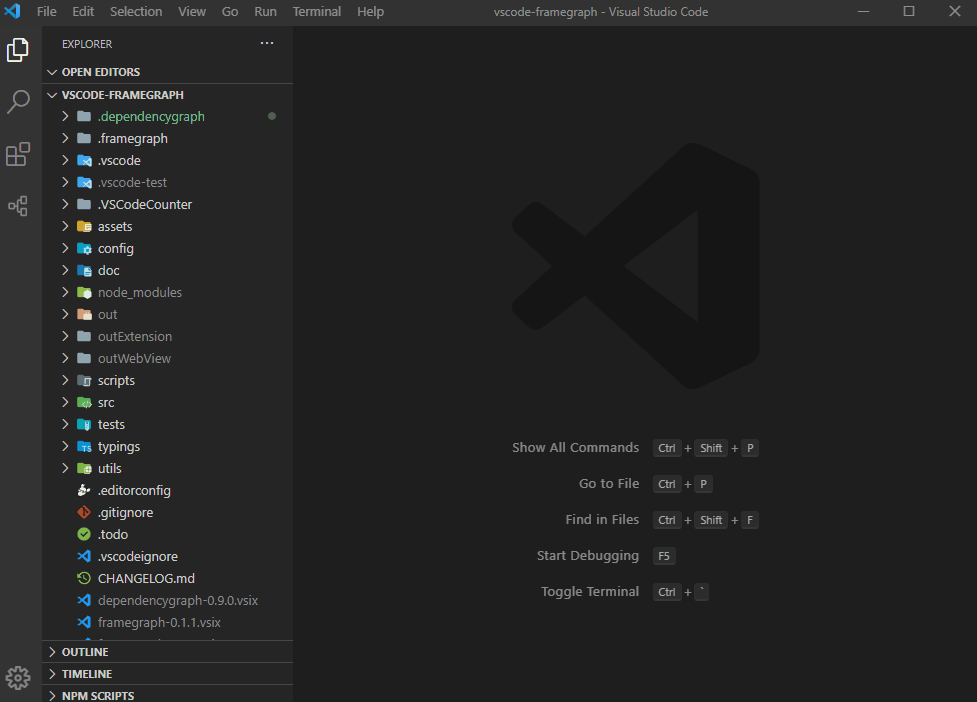 File Edit Selection View Go Run Terminal Help vscode-framegraph - Visual Studio Code
EXPLORER
OPEN EDITORS
VSCODE-FRAMEGRAPH
.dependencygraph
.framegraph
.vscode
.vscode-test
.VSCodeCounter
assets
config
doc
node_modules
out
outExtension
outWebView
scripts
src
tests
typings
utils
.editorconfig
.gitignore
.todo
.vscodeignore
CHANGELOG.md
dependencygraph-0.9.0.vsix
framegraph-0.1.1.vsix
OUTLINE
TIMELINE
NPM SCRIPTS
Show All Commands Ctrl + Shift + P
Go to File Ctrl + P
Find in Files Ctrl + Shift + F
Start Debugging F5
Toggle Terminal Ctrl + `